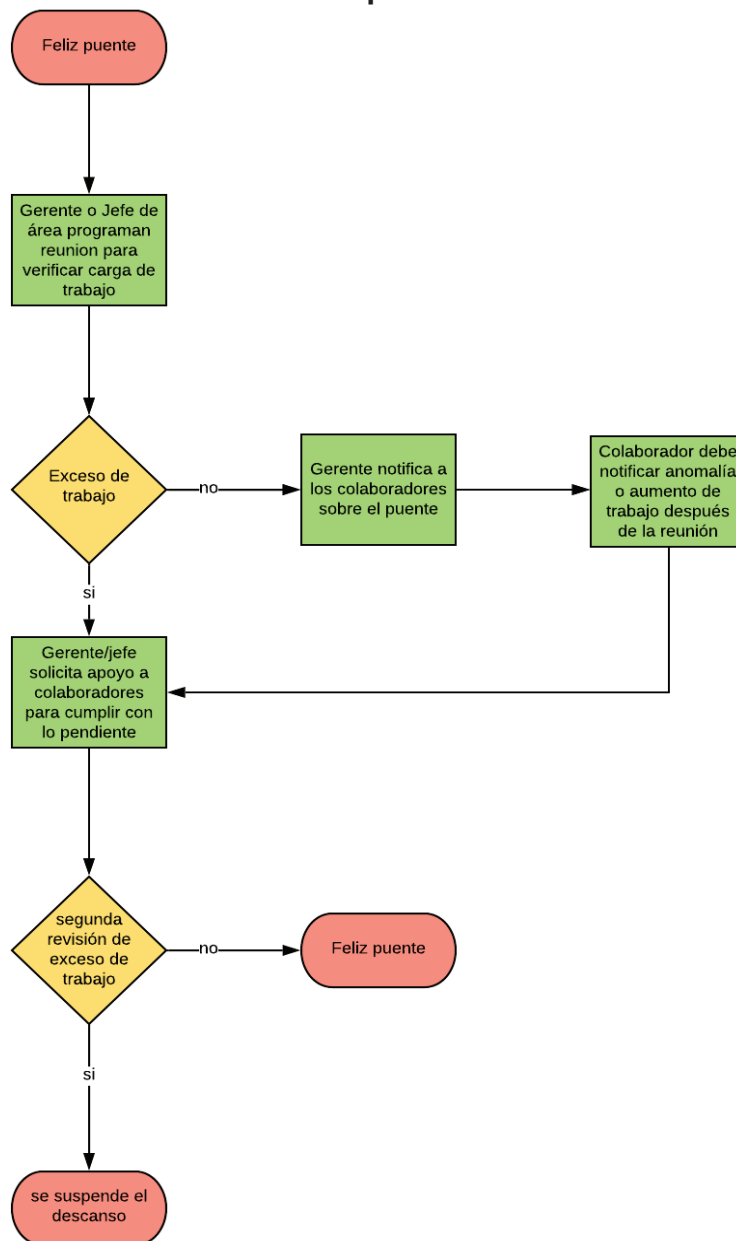 Feliz puente
Gerente o Jefe de
área programan
reunion para
verificar carga de
trabajo
Exceso de
trabajo
no
Gerente notifica a
los colaboradores
sobre el puente
Colaborador debe
notificar anomalía
o aumento de
trabajo después
de la reunión
si
Gerente/jefe
solicita apoyo a
colaboradores
para cumplir con
lo pendiente
segunda
revisión de
exceso de
trabajo
no
Feliz puente
si
se suspende el
descanso